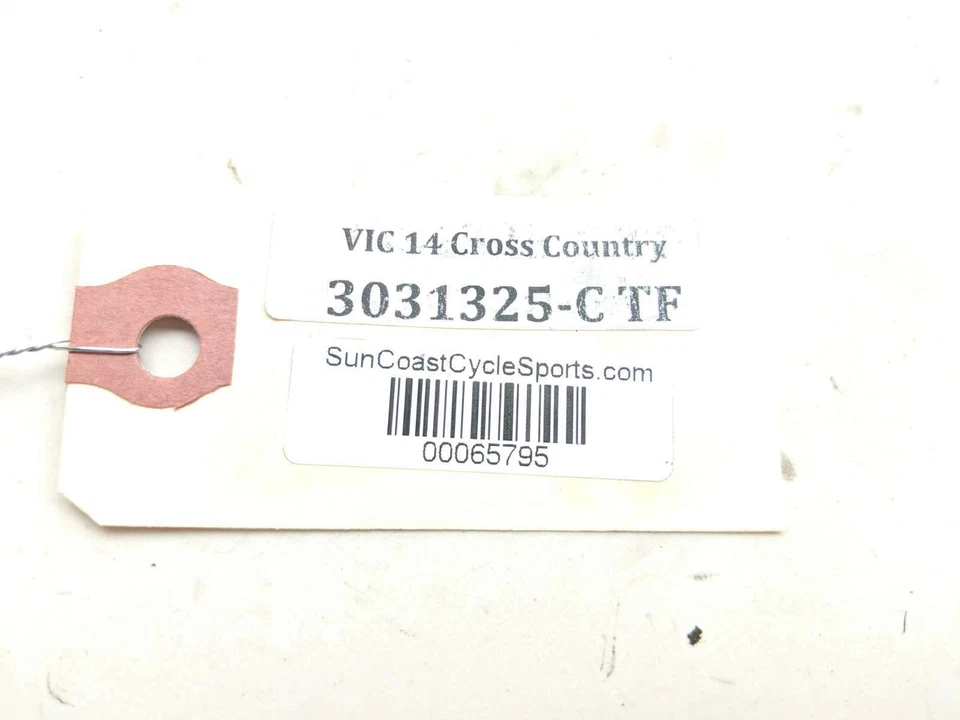 VIC 14 Cross Country
3031325-C TF
SunCoastCycleSports.com
00065795